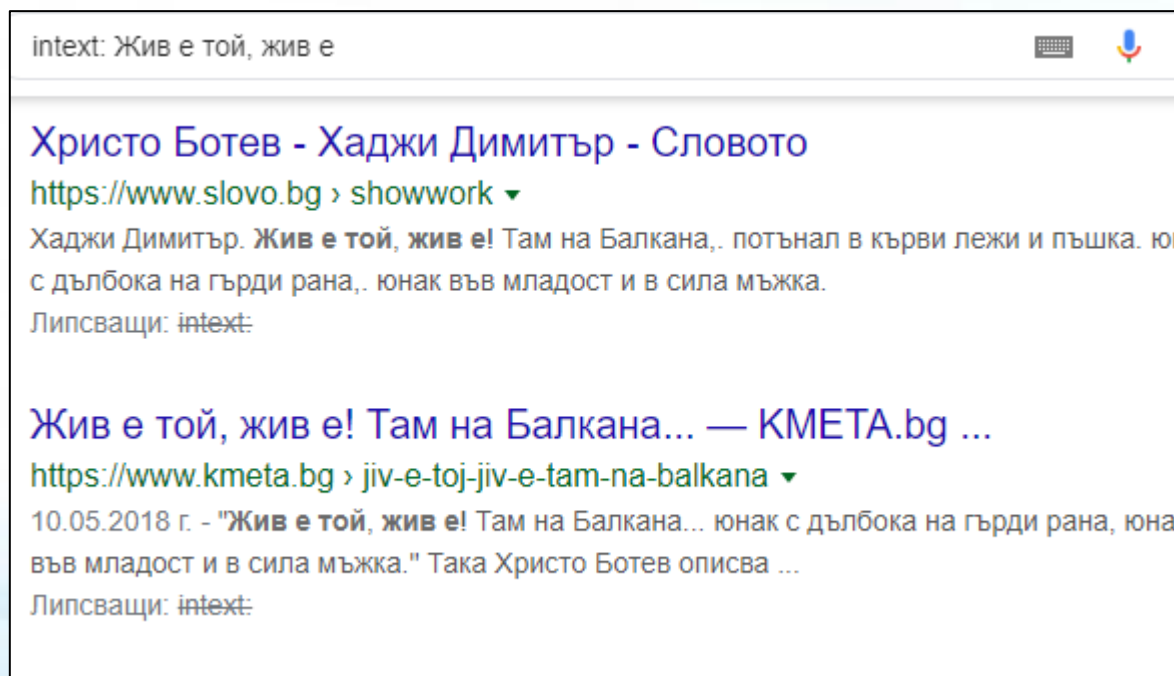 intext: Жив е той, жив е
Христо Ботев - Хаджи Димитър - Словото
https://www.slovo.bg › showwork
Хаджи Димитър. Жив е той, жив е! Там на Балкана,. потънал в кърви лежи и пъшка.
с дълбока на гърди рана,. юнак във младост и в сила мъжка.
Липсващи: intext:
Жив е той, жив е! Там на Балкана... — KMETA.bg ...
https://www.kmeta.bg › jiv-e-toj-jiv-e-tam-na-balkana
10.05.2018 г. - "Жив е той, жив е! Там на Балкана... юнак с дълбока на гърди рана,
във младост и в сила мъжка." Така Христо Ботев описва ...
Липсващи: intext: